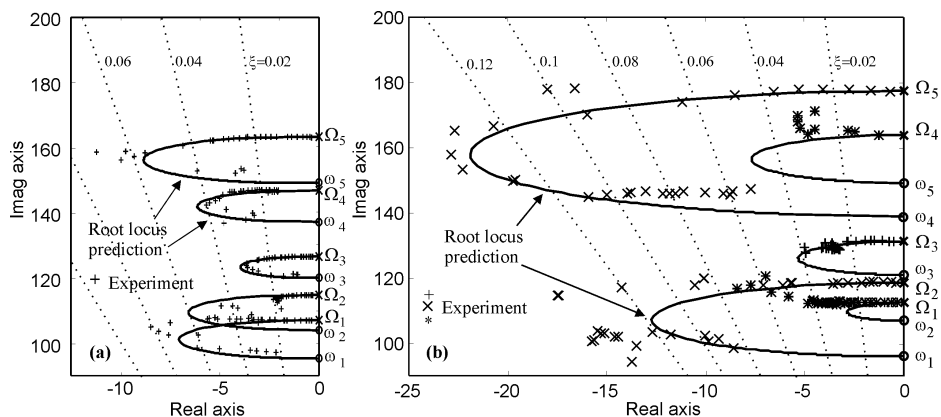 200
180
160
140
120
100
Imag axis
0.06
0.04
ξ=0.02
Ω5
ω5
Ω4
ω4
Ω3
ω3
Ω2
Ω1
ω2
ω1
Root locus
prediction
+ Experiment
(a)
-10
-5
0
Real axis
200
180
160
140
120
100
Imag axis
0.12
0.1
0.08
0.06
0.04
ξ=0.02
Ω5
Ω4
ω5
ω4
Ω3
ω3
Ω2
Ω1
ω2
ω1
Root locus
prediction
+
× Experiment
*
(b)
-25
-20
-15
-10
-5
0
Real axis